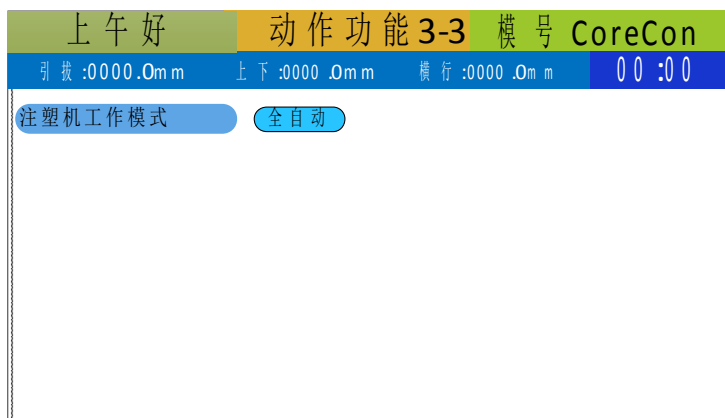 上午好 动作功能3-3 模号 CoreCon
引拔:0000.0mm 上下:0000.0mm 横行:0000.0mm 00:00
注塑机工作模式 全自动